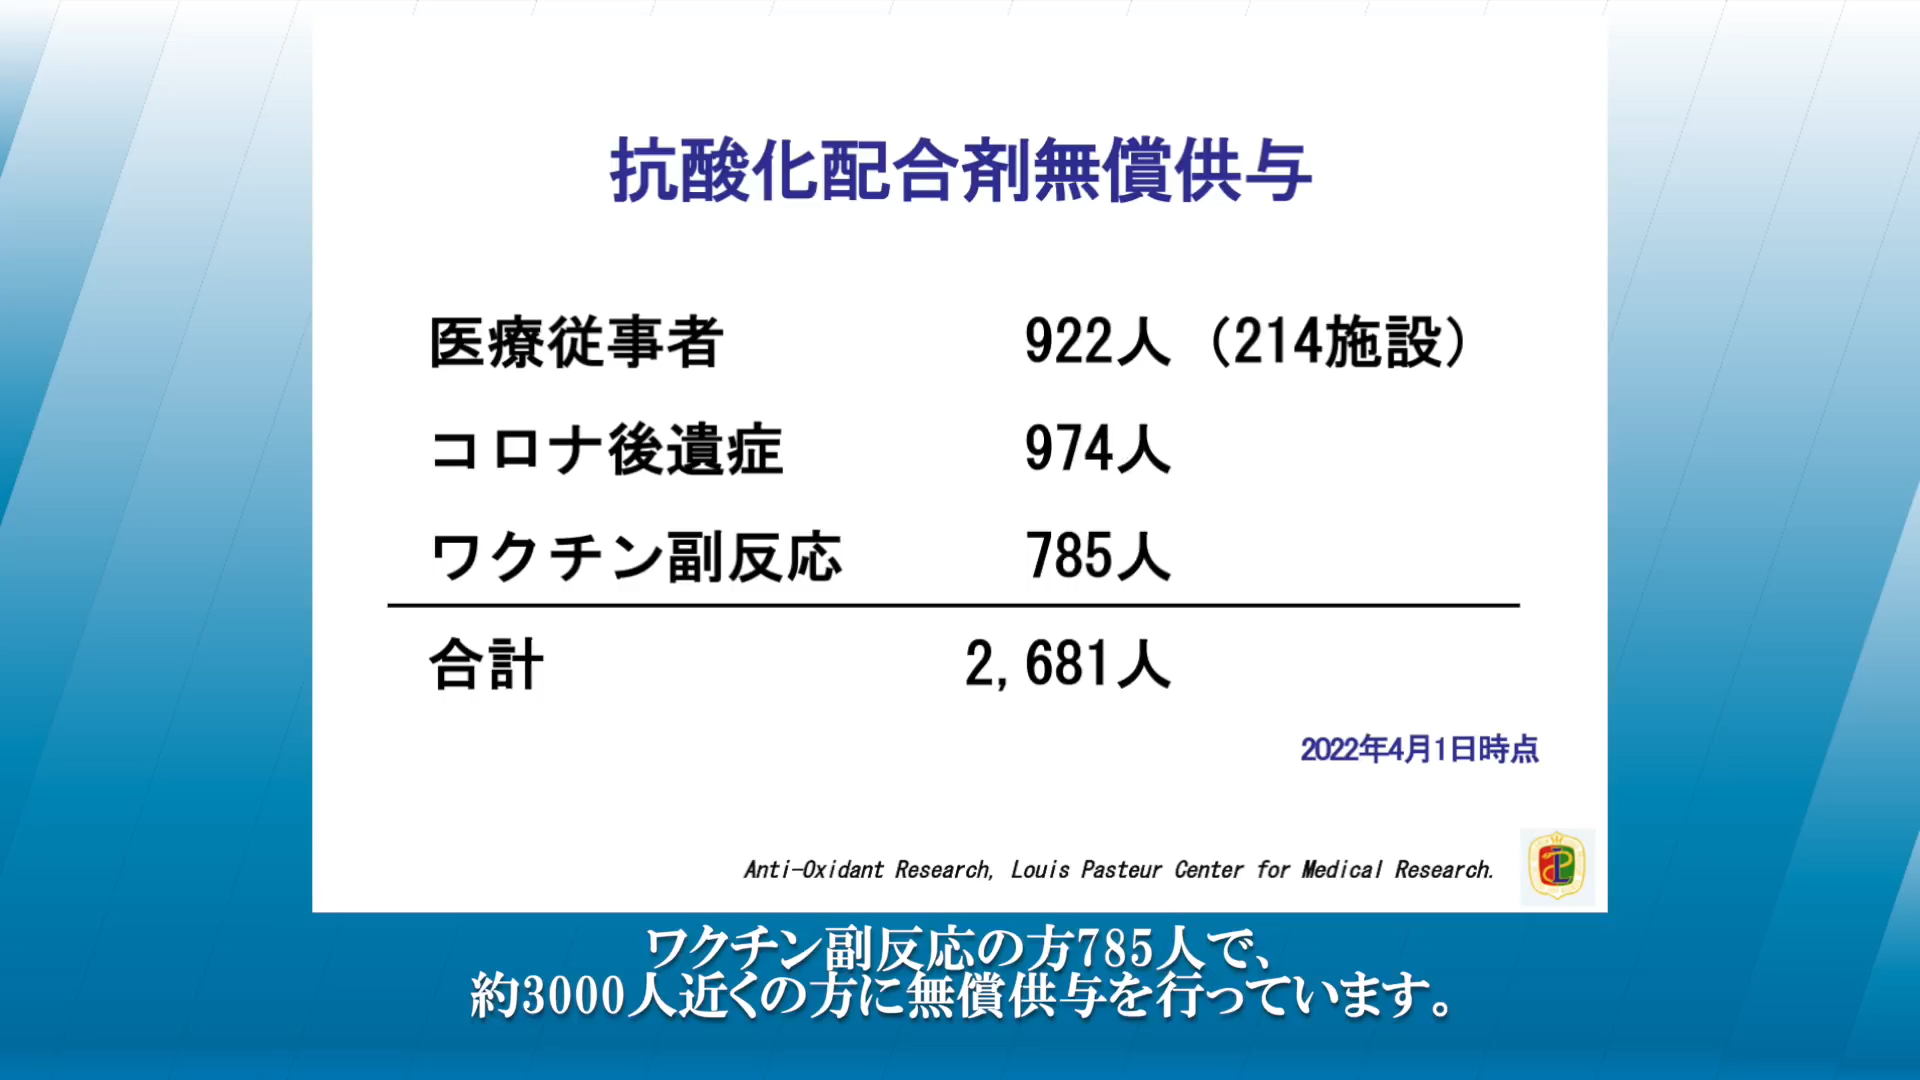 抗酸化配合剤無償供与
医療従事者 922人（214施設）
コロナ後遺症 974人
ワクチン副反応 785人
合計 2,681人
2022年4月1日時点
Anti-Oxidant Research, Louis Pasteur Center for Medical Research.
ワクチン副反応の方785人で、
約3000人近くの方に無償供与を行っています。